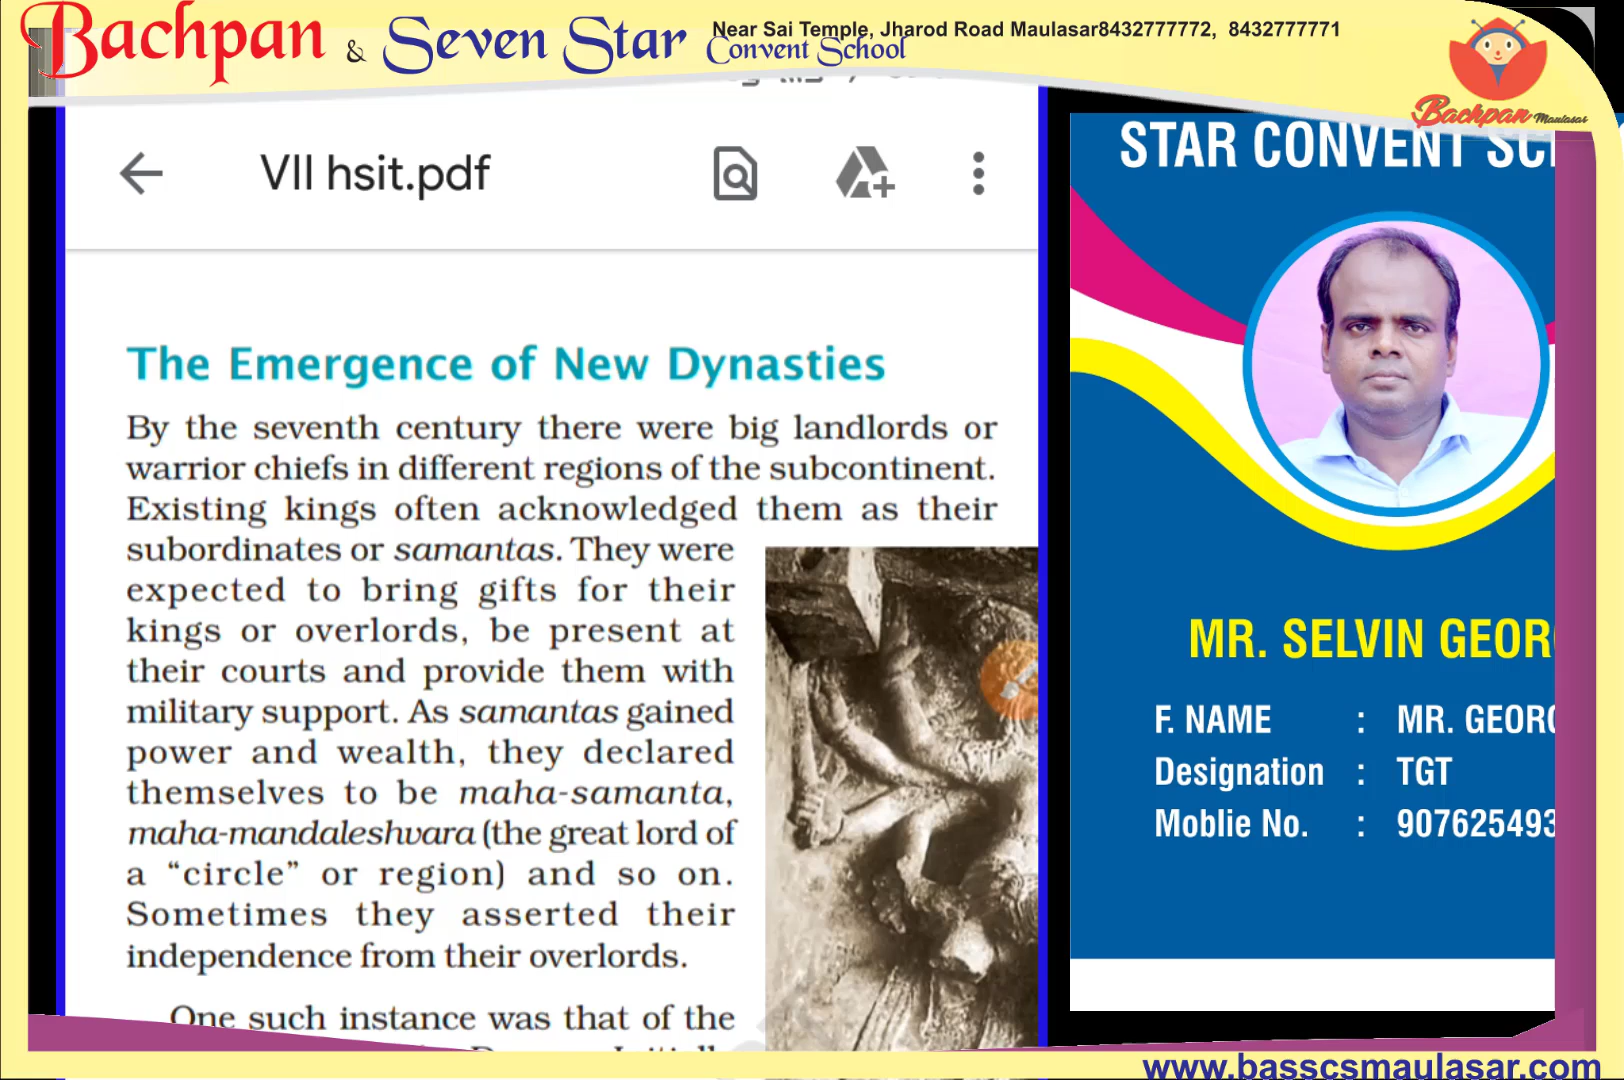 Bachpan & Seven Star Convent School
Near Sai Temple, Jharod Road Maulasar8432777772, 8432777771
Bachpan Maulasar
VII hsit.pdf
The Emergence of New Dynasties
By the seventh century there were big landlords or
warrior chiefs in different regions of the subcontinent.
Existing kings often acknowledged them as their
subordinates or samantas. They were
expected to bring gifts for their
kings or overlords, be present at
their courts and provide them with
military support. As samantas gained
power and wealth, they declared
themselves to be maha-samanta,
maha-mandaleshvara (the great lord of
a “circle” or region) and so on.
Sometimes they asserted their
independence from their overlords.
One such instance was that of the
STAR CONVENT SC
MR. SELVIN GEOR
F. NAME : MR. GEORG
Designation : TGT
Moblie No. : 907625493
www.basscsmaulasar.com